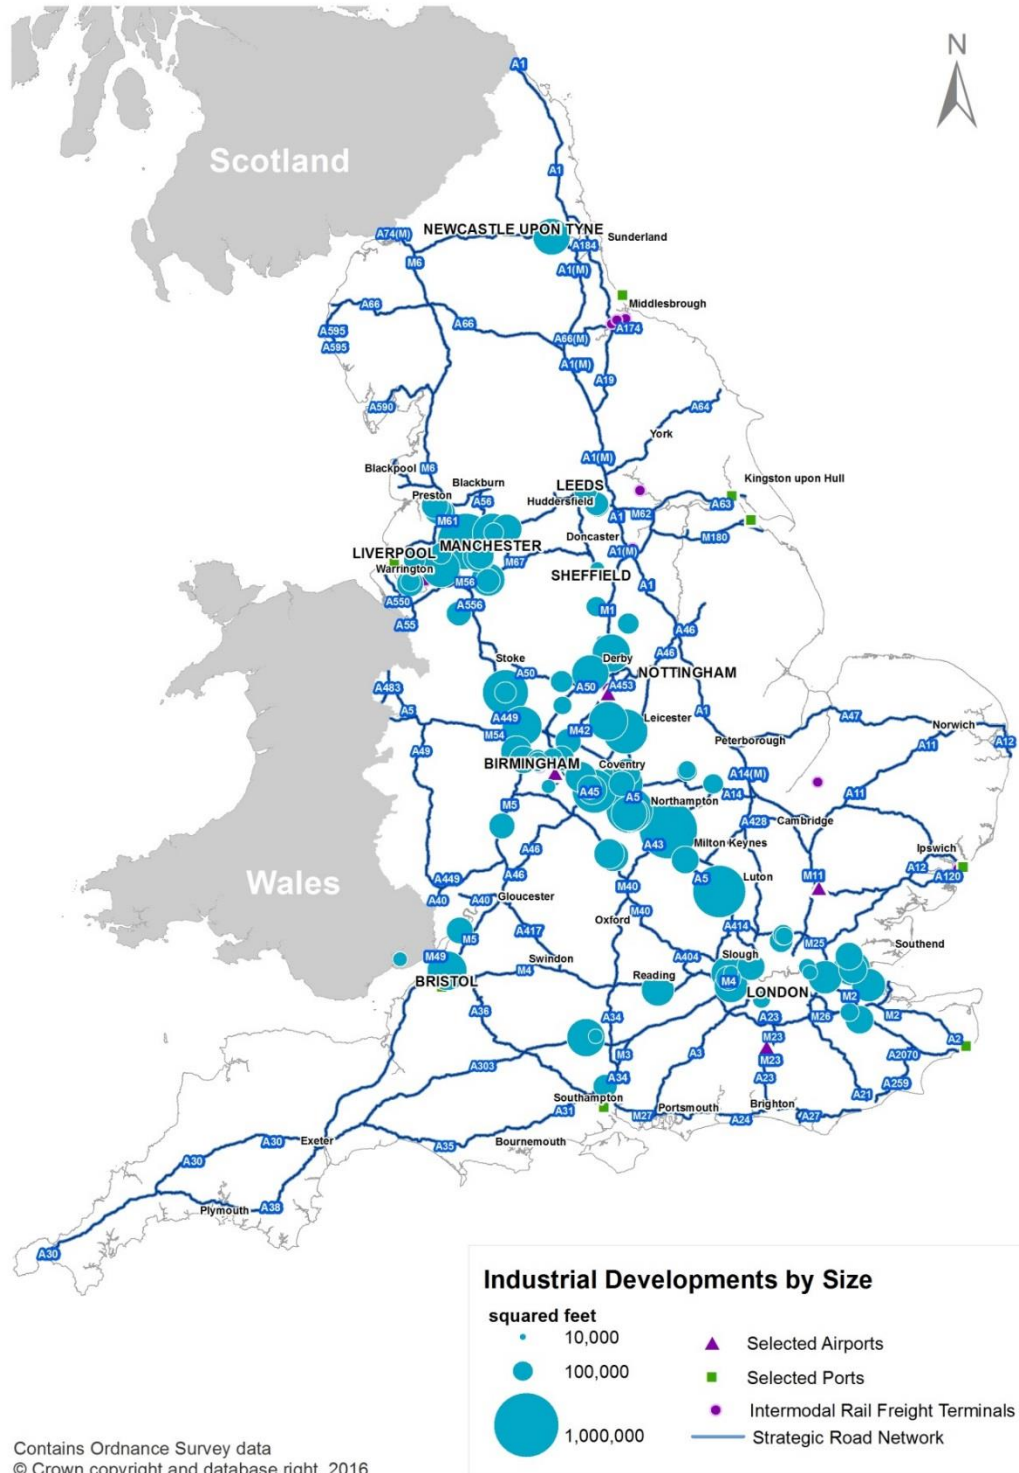 N
A1
Scotland
A1
A74(M)
NEWCASTLE UPON TYNE
Sunderland
A184
M6
A1(M)
Middlesbrough
A66
A66
A174
A595
A595
A66(M)
A1(M)
A19
A590
A64
York
A1(M)
Blackpool
M6
Blackburn
LEEDS
Kingston upon Hull
Preston
A56
Huddersfield
A63
M61
A1
M62
Doncaster
M180
LIVERPOOL
MANCHESTER
A1(M)
M67
Warrington
M56
SHEFFIELD
A1
A550
A556
M1
A55
A46
Stoke
Derby
A46
A50
NOTTINGHAM
A483
A50
A453
A5
A449
Leicester
A1
A47
M54
M42
Norwich
A12
A49
Peterborough
A11
BIRMINGHAM
Coventry
A14(M)
A45
A5
A14
A11
M5
Northampton
A428
Cambridge
A46
A43
Milton Keynes
Ipswich
A449
A46
A5
Luton
M11
A12
A120
Wales
M40
A40
A40
Gloucester
M40
Oxford
A414
M5
A417
M25
Southend
M49
Swindon
A404
Slough
M4
Reading
M4
BRISTOL
LONDON
M2
A36
A34
A23
M26
M2
M23
A2
M3
A3
A2070
A303
M23
A34
A23
A259
Southampton
A21
A31
M27
Portsmouth
Brighton
A27
A24
A30
Exeter
A35
Bournemouth
A30
Plymouth
A38
A30
Industrial Developments by Size
squared feet
10,000
Selected Airports
100,000
Selected Ports
Intermodal Rail Freight Terminals
1,000,000
Strategic Road Network
Contains Ordnance Survey data
© Crown copyright and database right 2016